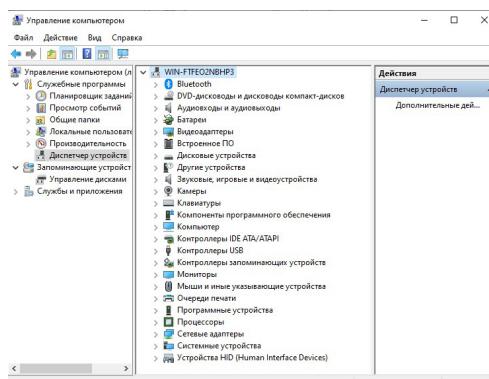 Управление компьютером
Файл Действие Вид Справка
Управление компьютером (л
Служебные программы
Планировщик заданий
Просмотр событий
Общие папки
Локальные пользовате
Производительность
Диспетчер устройств
Запоминающие устройст
Управление дисками
Службы и приложения
WIN-FTFEO2NBHP3
Bluetooth
DVD-дисководы и дисководы компакт-дисков
Аудиовходы и аудиовыходы
Батареи
Видеоадаптеры
Встроенное ПО
Дисковые устройства
Другие устройства
Звуковые, игровые и видеоустройства
Камеры
Клавиатуры
Компоненты программного обеспечения
Компьютер
Контроллеры IDE ATA/ATAPI
Контроллеры USB
Контроллеры запоминающих устройств
Мониторы
Мыши и иные указывающие устройства
Очереди печати
Программные устройства
Процессоры
Сетевые адаптеры
Системные устройства
Устройства HID (Human Interface Devices)
Действия
Диспетчер устройств
Дополнительные дей...